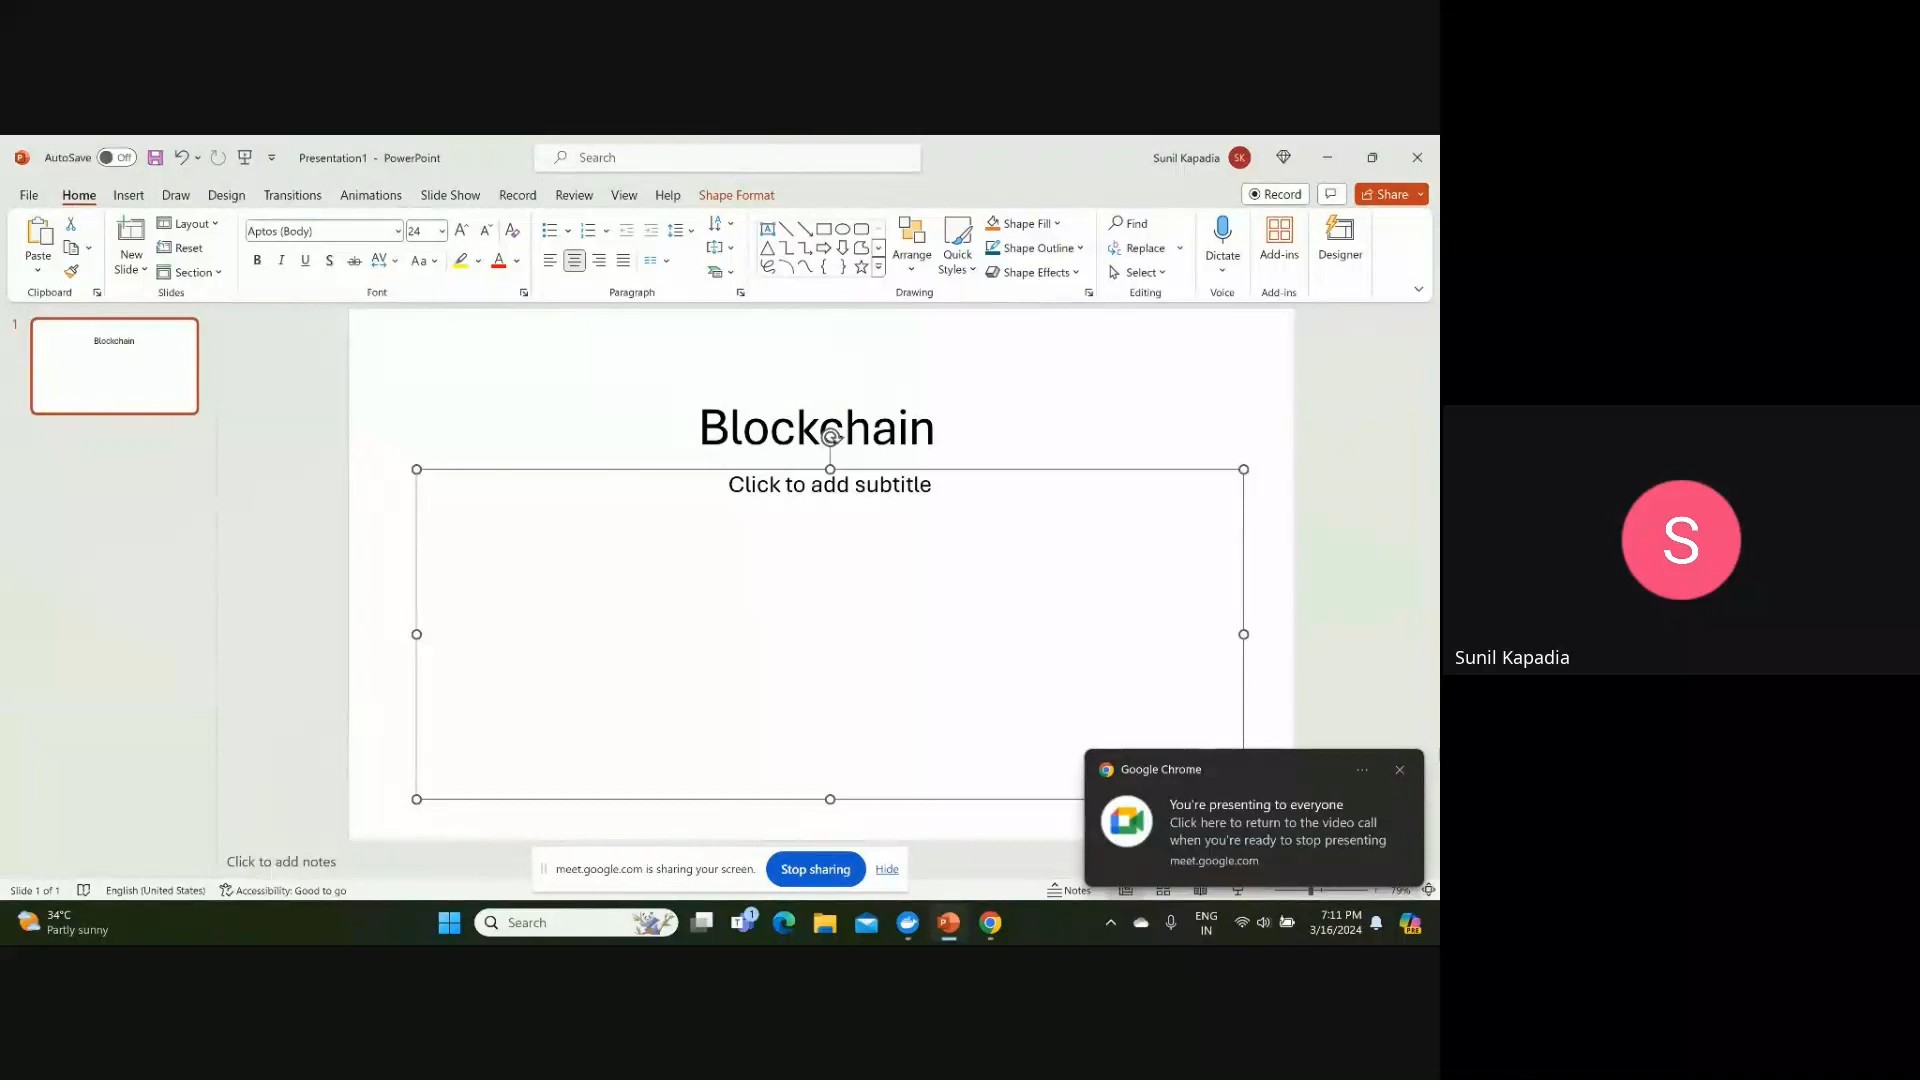 AutoSave Off Presentation1 - PowerPoint Search Sunil Kapadia SK
File Home Insert Draw Design Transitions Animations Slide Show Record Review View Help Shape Format Record Share
Paste
Clipboard
New
Slide
Layout
Reset
Section
Slides
Aptos (Body) 24
B I U S ab AV Aa A
Font
Paragraph
Arrange
Quick
Styles
Shape Fill
Shape Outline
Shape Effects
Drawing
Find
Replace
Select
Editing
Dictate
Voice
Add-ins
Add-ins
Designer
1
Blockchain
Blockchain
Click to add subtitle
Click to add notes
meet.google.com is sharing your screen. Stop sharing Hide
Google Chrome
You're presenting to everyone
Click here to return to the video call
when you're ready to stop presenting
meet.google.com
Slide 1 of 1 English (United States) Accessibility: Good to go Notes 79%
34°C
Partly sunny
Search
1
ENG
IN
7:11 PM
3/16/2024
PRE
S
Sunil Kapadia